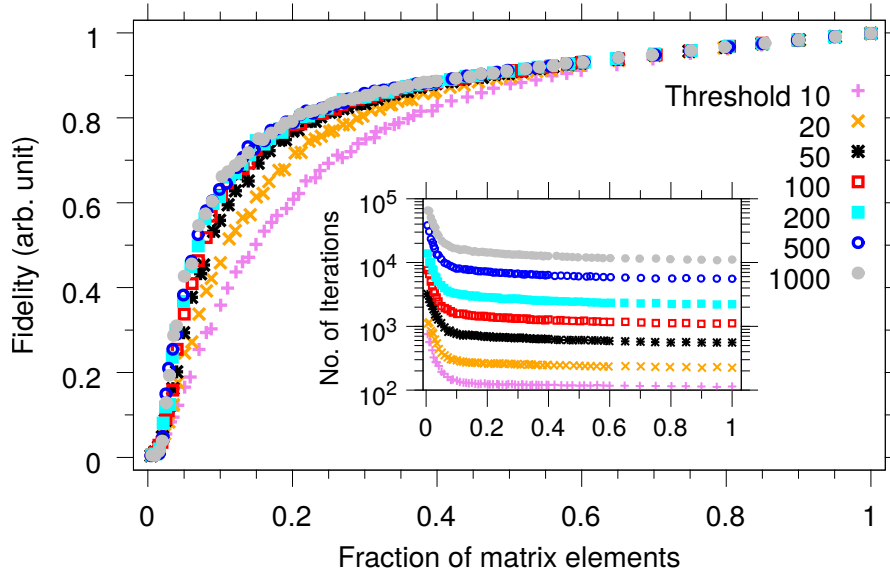 1
0.8
0.6
0.4
0.2
0
Fidelity (arb. unit)
0 0.2 0.4 0.6 0.8 1
Fraction of matrix elements
Threshold 10
20
50
100
200
500
1000
10^5
10^4
10^3
10^2
No. of Iterations
0 0.2 0.4 0.6 0.8 1